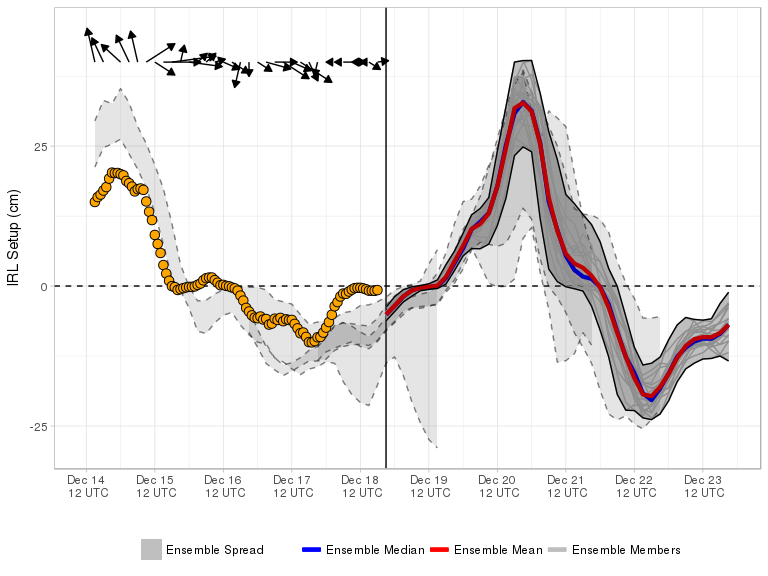 IRL Setup (cm)
25
0
-25
Dec 14 Dec 15 Dec 16 Dec 17 Dec 18 Dec 19 Dec 20 Dec 21 Dec 22 Dec 23
12 UTC 12 UTC 12 UTC 12 UTC 12 UTC 12 UTC 12 UTC 12 UTC 12 UTC 12 UTC
Ensemble Spread Ensemble Median Ensemble Mean Ensemble Members